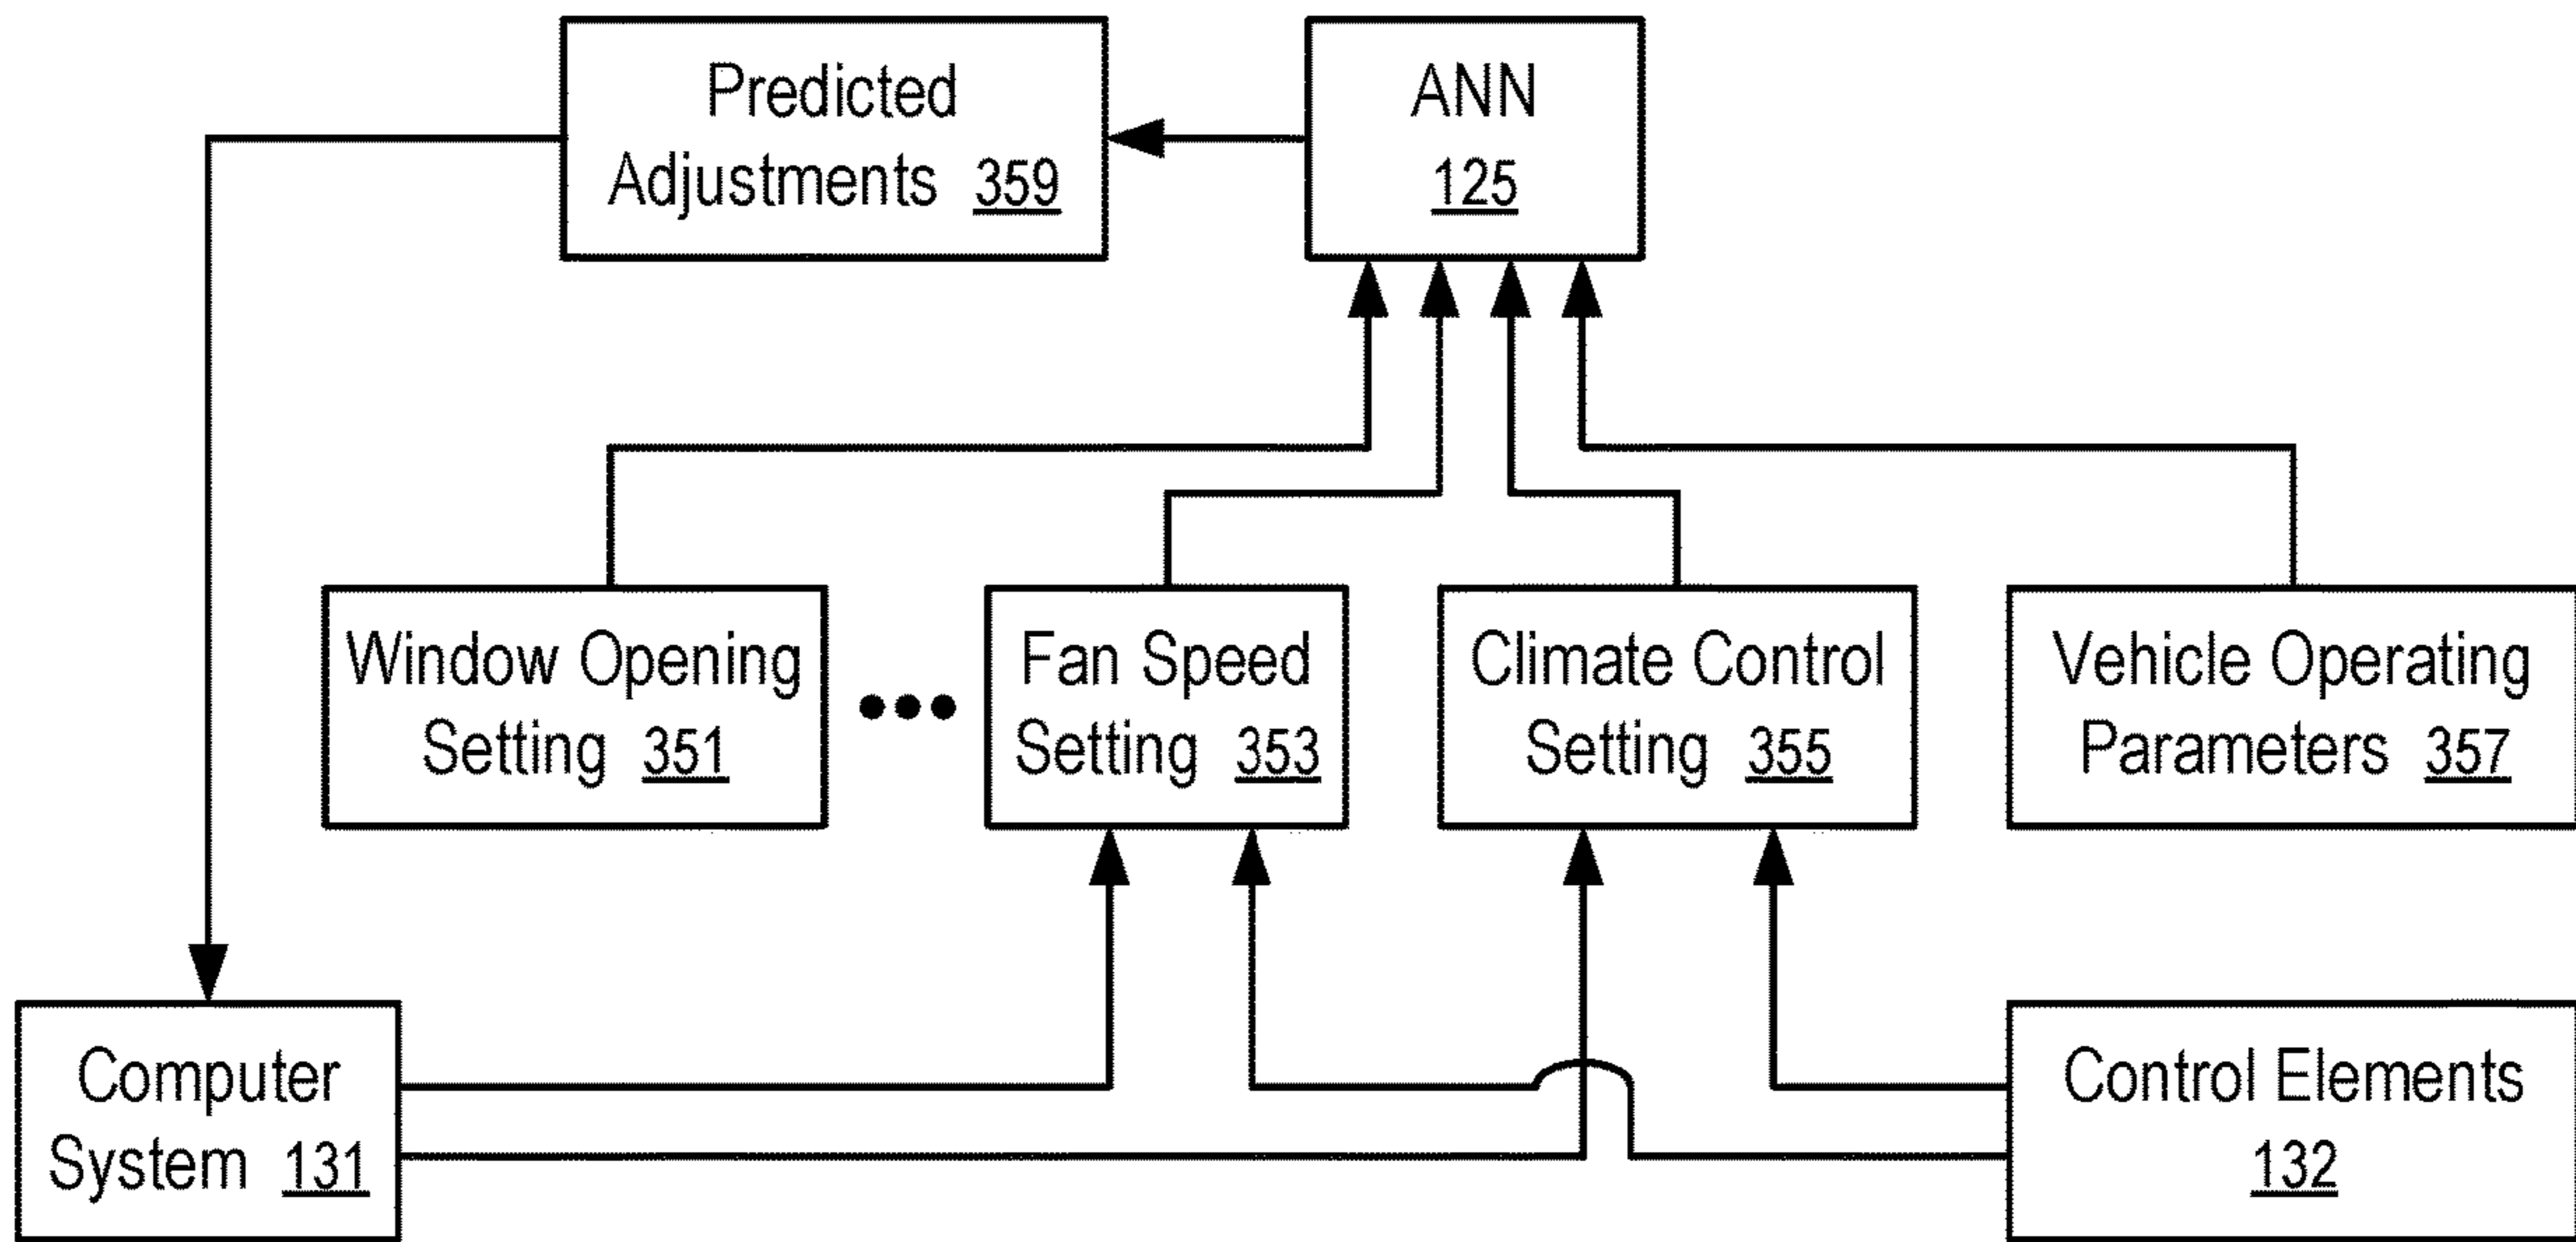 Predicted
Adjustments 359
ANN
125
Window Opening
Setting 351
Fan Speed
Setting 353
Climate Control
Setting 355
Vehicle Operating
Parameters 357
Computer
System 131
Control Elements
132